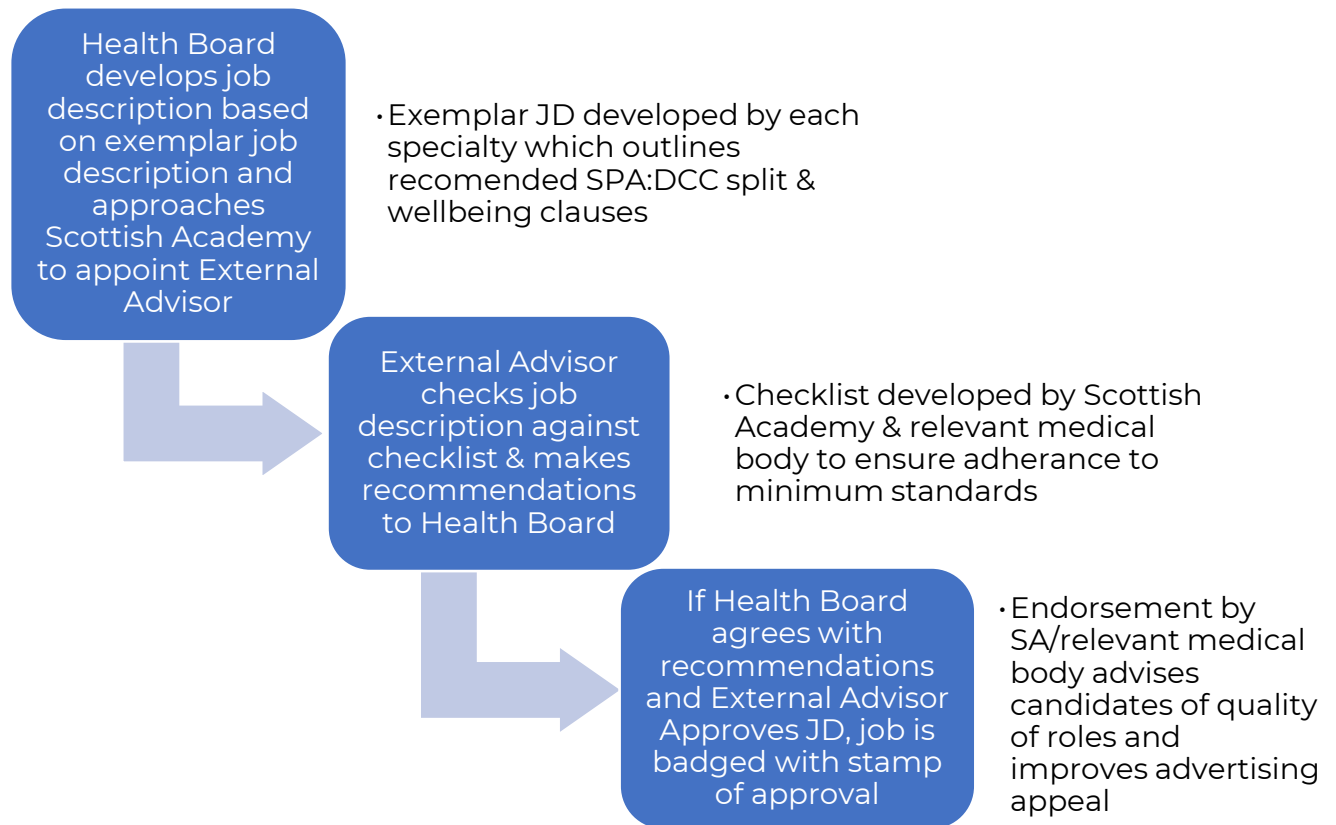 Health Board
develops job
description based
on exemplar job
description and
approaches
Scottish Academy
to appoint External
Advisor
·Exemplar JD developed by each
specialty which outlines
recomended SPA:DCC split &
wellbeing clauses
External Advisor
checks job
description against
checklist & makes
recommendations
to Health Board
·Checklist developed by Scottish
Academy & relevant medical
body to ensure adherance to
minimum standards
If Health Board
agrees with
recommendations
and External Advisor
Approves JD, job is
badged with stamp
of approval
·Endorsement by
SA/relevant medical
body advises
candidates of quality
of roles and
improves advertising
appeal